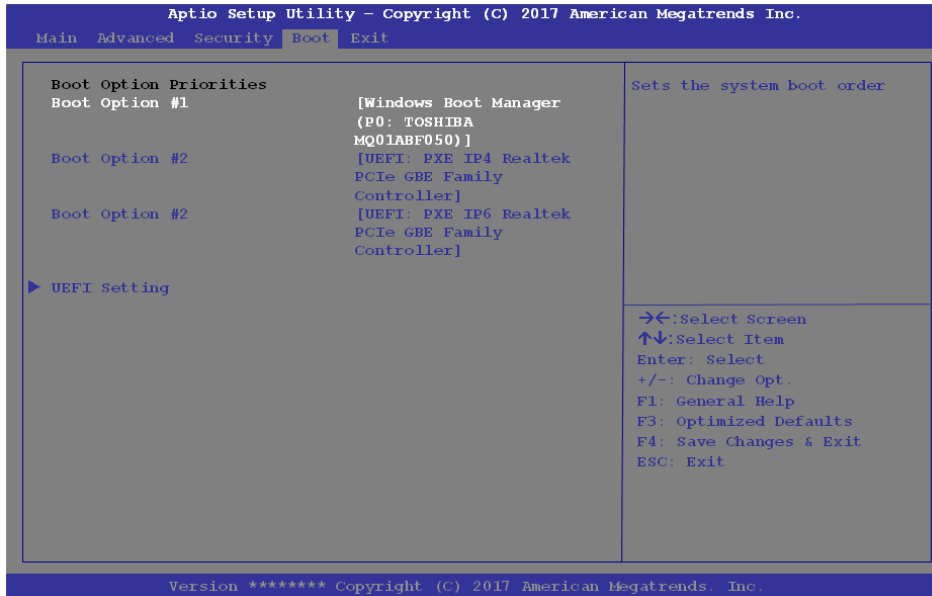 Aptio Setup Utility – Copyright (C) 2017 American Megatrends Inc.
Main Advanced Security Boot Exit
Boot Option Priorities
Boot Option #1 [Windows Boot Manager
(P0: TOSHIBA
MQ01ABF050)]
Boot Option #2 [UEFI: PXE IP4 Realtek
PCIe GBE Family
Controller]
Boot Option #2 [UEFI: PXE IP6 Realtek
PCIe GBE Family
Controller]
▶ UEFI Setting
Sets the system boot order
→←:Select Screen
↑↓:Select Item
Enter: Select
+/-: Change Opt.
F1: General Help
F3: Optimized Defaults
F4: Save Changes & Exit
ESC: Exit
Version ******** Copyright (C) 2017 American Megatrends. Inc.